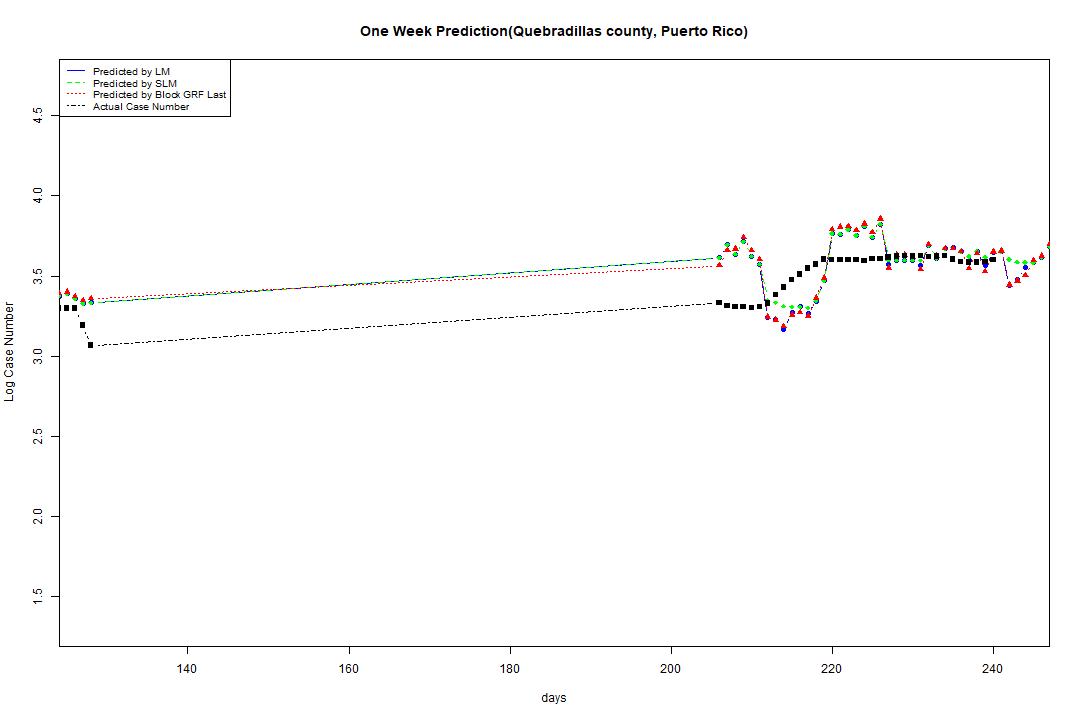 One Week Prediction(Quebradillas county, Puerto Rico)
Predicted by LM
Predicted by SLM
Predicted by Block GRF Last
Actual Case Number
Log Case Number
4.5
4.0
3.5
3.0
2.5
2.0
1.5
140 160 180 200 220 240
days